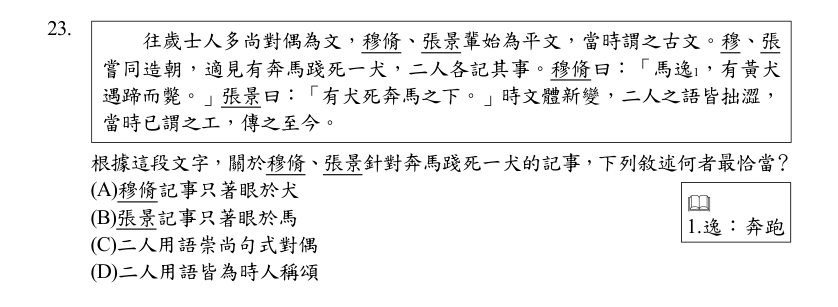 23.
往歲士人多尚對偶為文，穆脩、張景輩始為平文，當時謂之古文。穆、張
嘗同造朝，適見有奔馬踐死一犬，二人各記其事。穆脩曰：「馬逸1，有黃犬
遇蹄而斃。」張景曰：「有犬死奔馬之下。」時文體新變，二人之語皆拙澀，
當時已謂之工，傳之至今。
根據這段文字，關於穆脩、張景針對奔馬踐死一犬的記事，下列敘述何者最恰當？
(A)穆脩記事只著眼於犬
(B)張景記事只著眼於馬
(C)二人用語崇尚句式對偶
(D)二人用語皆為時人稱頌
1.逸：奔跑